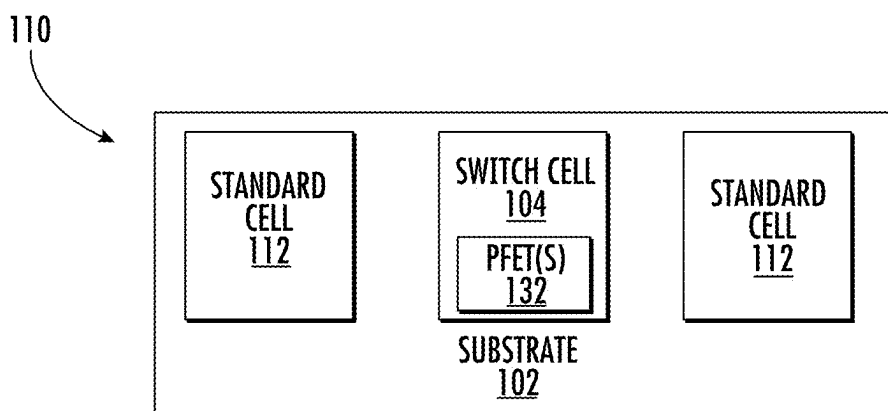 110
STANDARD
CELL
112
SWITCH CELL
104
PFET(S)
132
STANDARD
CELL
112
SUBSTRATE
102